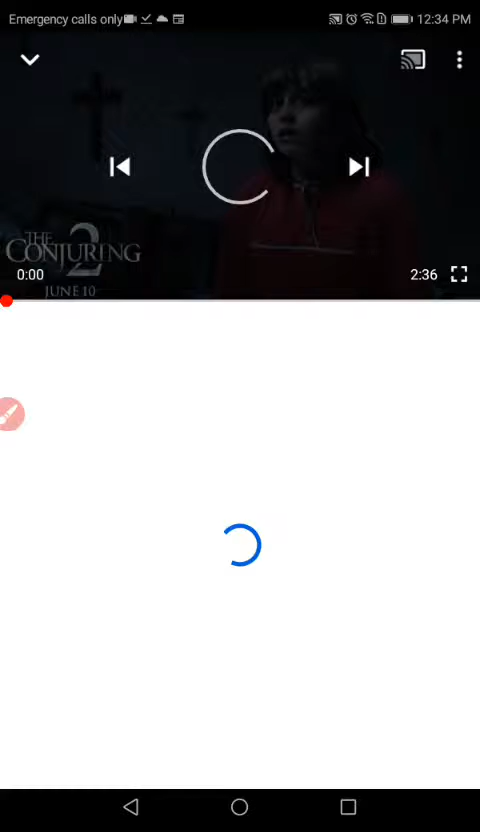 Emergency calls only 12:34 PM
THE
CONJURING 2
0:00 2:36
JUNE 10